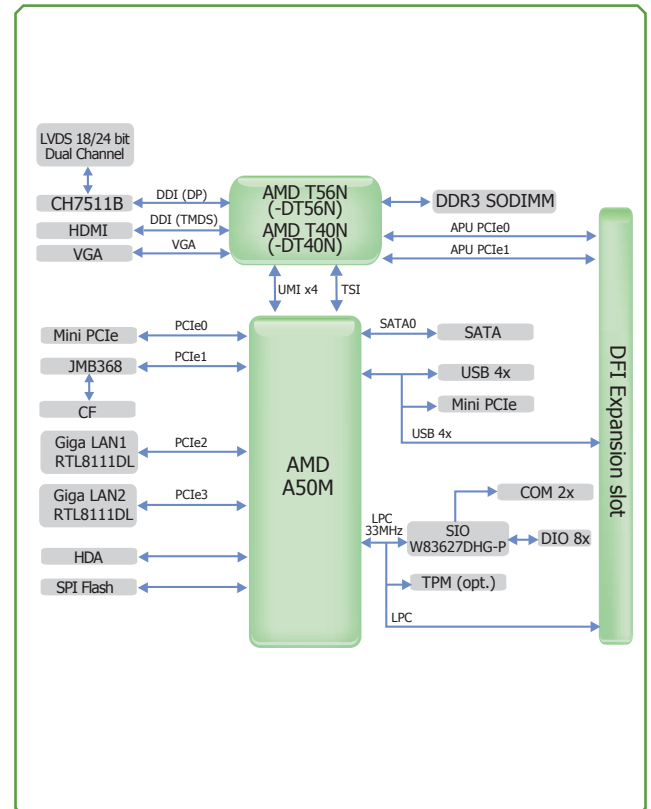 LVDS 18/24 bit
Dual Channel
CH7511B
DDI (DP)
HDMI
DDI (TMDS)
VGA
VGA
AMD T56N
(-DT56N)
AMD T40N
(-DT40N)
DDR3 SODIMM
APU PCIe0
APU PCIe1
UMI x4
TSI
Mini PCIe
PCIe0
JMB368
PCIe1
CF
Giga LAN1
RTL8111DL
PCIe2
Giga LAN2
RTL8111DL
PCIe3
HDA
SPI Flash
AMD
A50M
SATA0
SATA
USB 4x
Mini PCIe
USB 4x
COM 2x
LPC
33MHz
SIO
W83627DHG-P
DIO 8x
TPM (opt.)
LPC
DFI Expansion slot